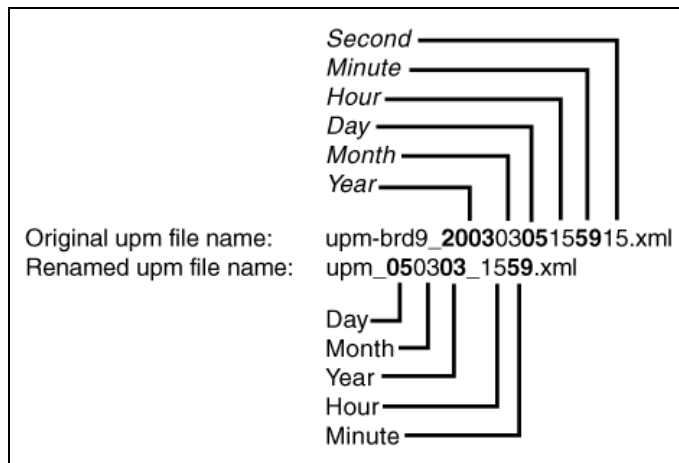 Second
Minute
Hour
Day
Month
Year
Original upm file name: upm-brd9_20030305155915.xml
Renamed upm file name: upm_050303_1559.xml
Day
Month
Year
Hour
Minute